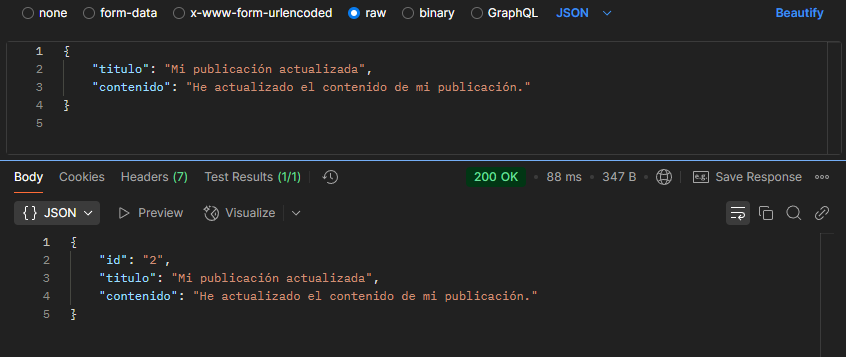 none form-data x-www-form-urlencoded raw binary GraphQL JSON Beautify
1 {
2 "titulo": "Mi publicación actualizada",
3 "contenido": "He actualizado el contenido de mi publicación."
4 }
5
Body Cookies Headers (7) Test Results (1/1) 200 OK • 88 ms • 347 B e.g. Save Response
{} JSON Preview Visualize
1 {
2 "id": "2",
3 "titulo": "Mi publicación actualizada",
4 "contenido": "He actualizado el contenido de mi publicación."
5 }